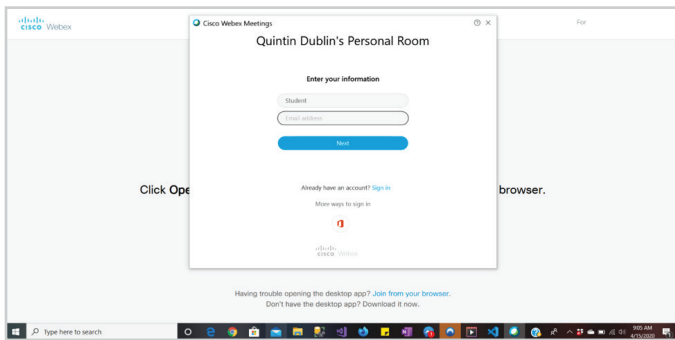 cisco Webex
For
Cisco Webex Meetings
Quintin Dublin's Personal Room
Enter your information
Student
Email address
Next
Click Ope
browser.
Already have an account? Sign in
More ways to sign in
cisco Webex
Having trouble opening the desktop app? Join from your browser.
Don't have the desktop app? Download it now.
Type here to search
9:05 AM
4/15/2020